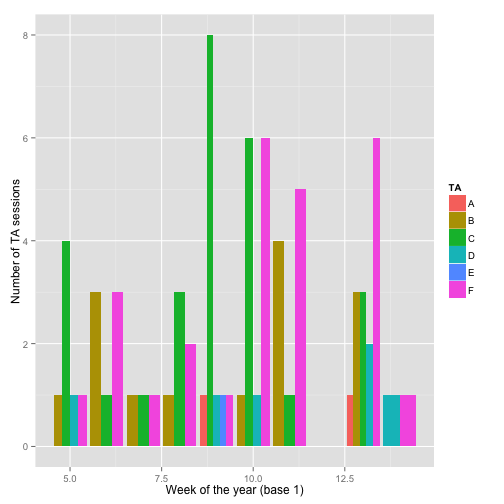 8
6
4
2
0
Number of TA sessions
5.0 7.5 10.0 12.5
Week of the year (base 1)
TA
A
B
C
D
E
F